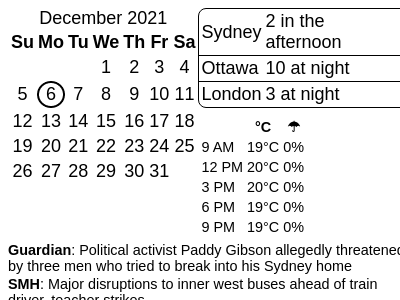 December 2021
Su Mo Tu We Th Fr Sa
1 2 3 4
5 6 7 8 9 10 11
12 13 14 15 16 17 18
19 20 21 22 23 24 25
26 27 28 29 30 31
Sydney 2 in the afternoon
Ottawa 10 at night
London 3 at night
°C ☂
9 AM 19°C 0%
12 PM 20°C 0%
3 PM 20°C 0%
6 PM 19°C 0%
9 PM 19°C 0%
Guardian: Political activist Paddy Gibson allegedly threatened
by three men who tried to break into his Sydney home
SMH: Major disruptions to inner west buses ahead of train
driver, teacher strikes